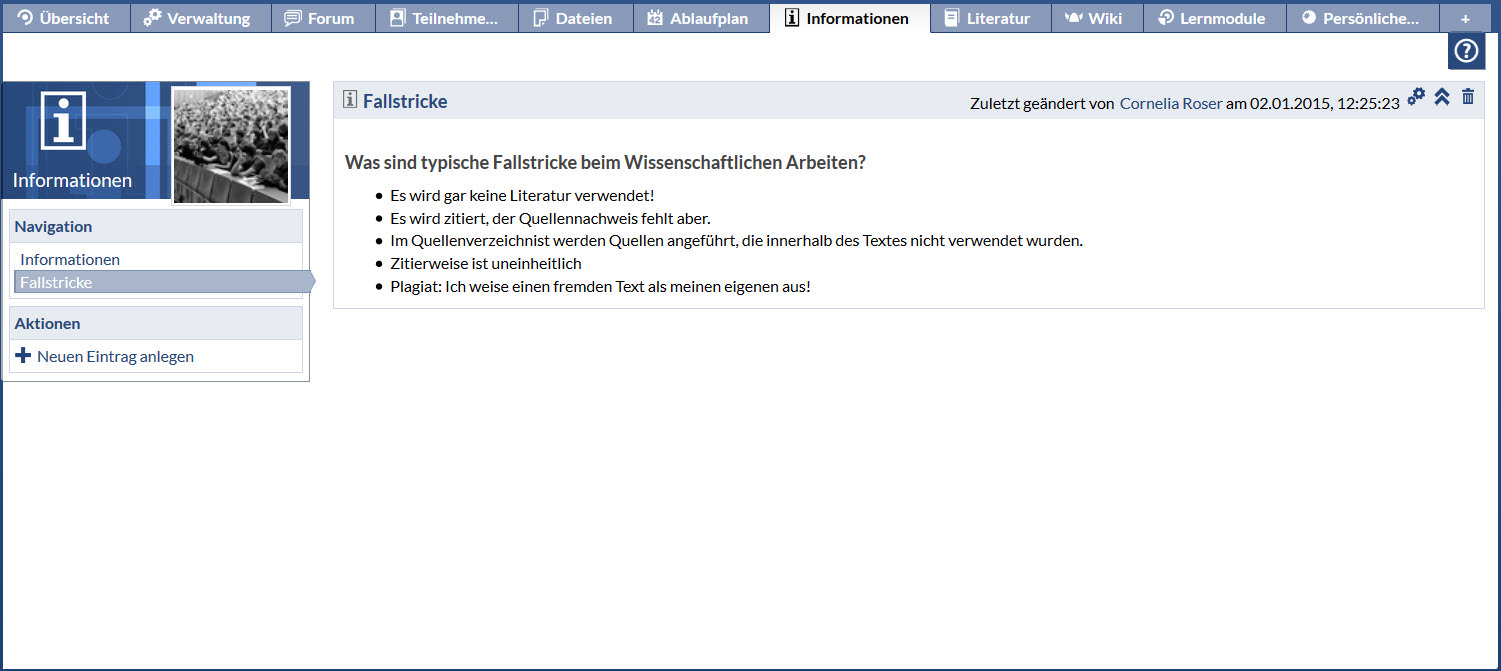 Übersicht Verwaltung Forum Teilnehme... Dateien 42 Ablaufplan i Informationen Literatur Wiki Lernmodule Persönliche... +
?
i
Informationen
Navigation
Informationen
Fallstricke
Aktionen
Neuen Eintrag anlegen
i Fallstricke Zuletzt geändert von Cornelia Roser am 02.01.2015, 12:25:23
Was sind typische Fallstricke beim Wissenschaftlichen Arbeiten?
• Es wird gar keine Literatur verwendet!
• Es wird zitiert, der Quellennachweis fehlt aber.
• Im Quellenverzeichnist werden Quellen angeführt, die innerhalb des Textes nicht verwendet wurden.
• Zitierweise ist uneinheitlich
• Plagiat: Ich weise einen fremden Text als meinen eigenen aus!